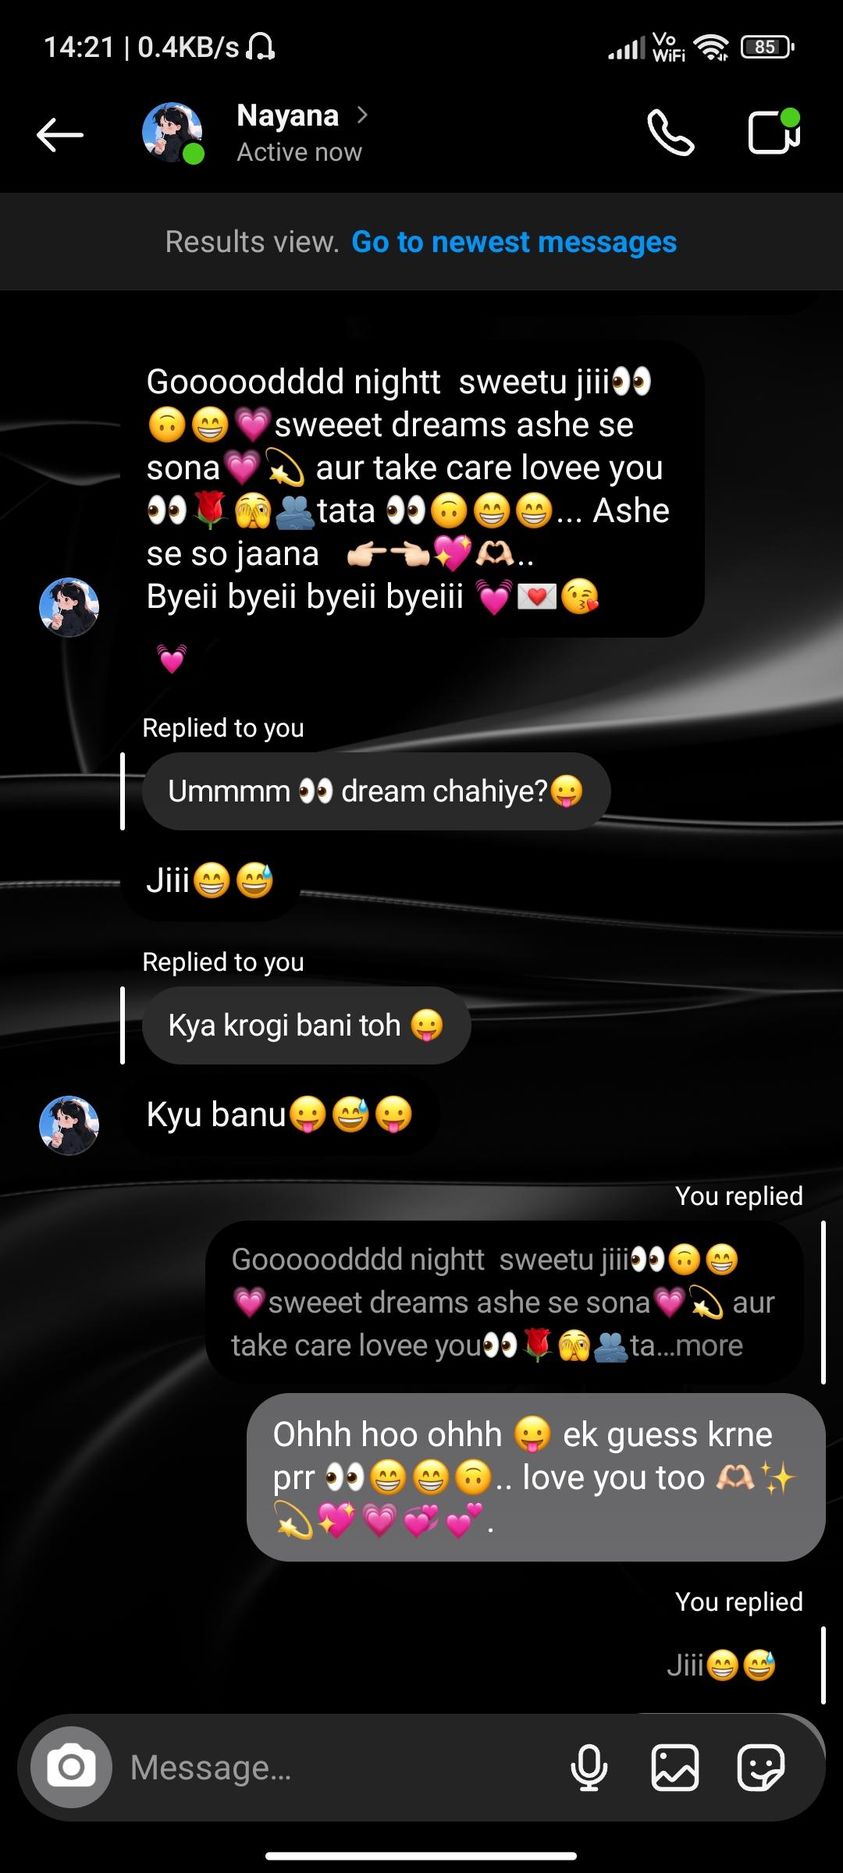 14:21 | 0.4KB/s
Vo
WiFi
85
Nayana
Active now
Results view. Go to newest messages
Gooooodddd nightt sweetu jiii👀
🙃😁💗sweeet dreams ashe se
sona💗💫 aur take care lovee you
👀🌹🫣🫂tata 👀🙃😁😁... Ashe
se so jaana 👉🏻👈🏻💖🫶🏻..
Byeii byeii byeii byeiii 💓💌😘
💓
Replied to you
Ummmm 👀 dream chahiye?😛
Jiii😁😅
Replied to you
Kya krogi bani toh 😛
Kyu banu😛😅😛
You replied
Gooooodddd nightt sweetu jiii👀🙃😁
💗sweeet dreams ashe se sona💗💫 aur
take care lovee you👀🌹🫣🫂ta...more
Ohhh hoo ohhh 😛 ek guess krne
prr 👀😁😁🙃.. love you too 🫶🏻✨
💫💖💗💞💕.
You replied
Jiii😁😅
Message...